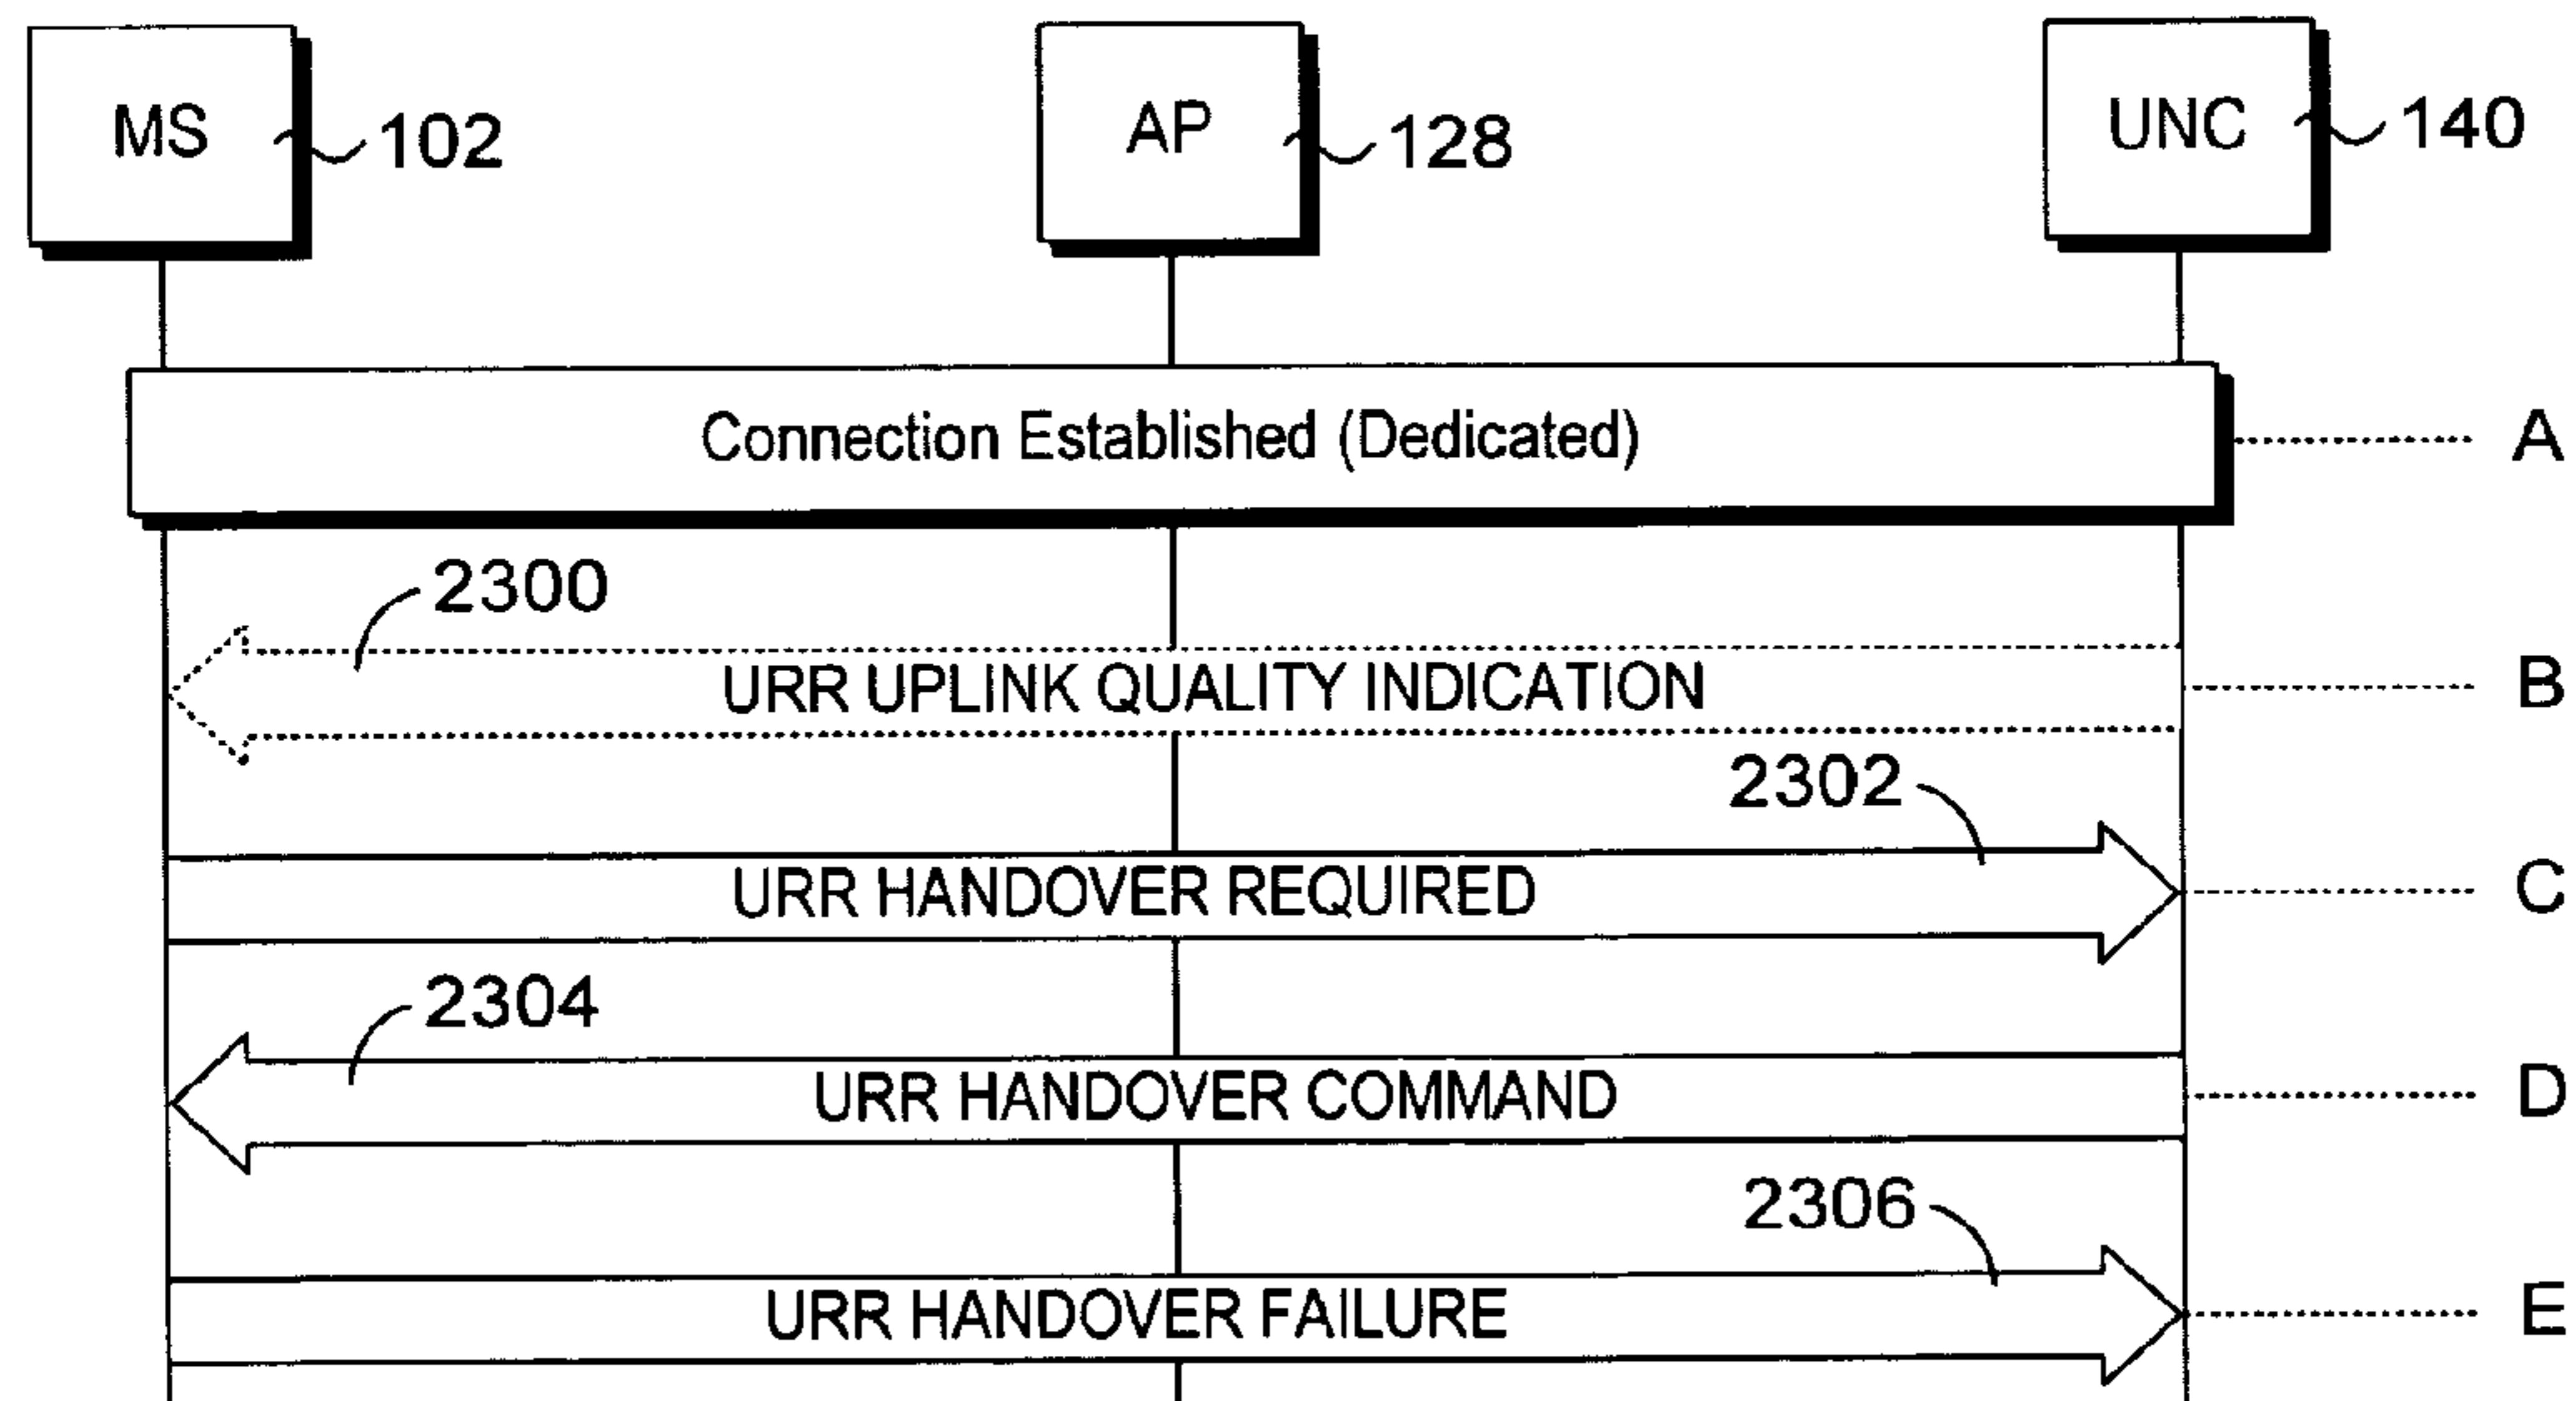 MS
102
AP
128
UNC
140
Connection Established (Dedicated)
A
2300
URR UPLINK QUALITY INDICATION
B
2302
URR HANDOVER REQUIRED
C
2304
URR HANDOVER COMMAND
D
2306
URR HANDOVER FAILURE
E